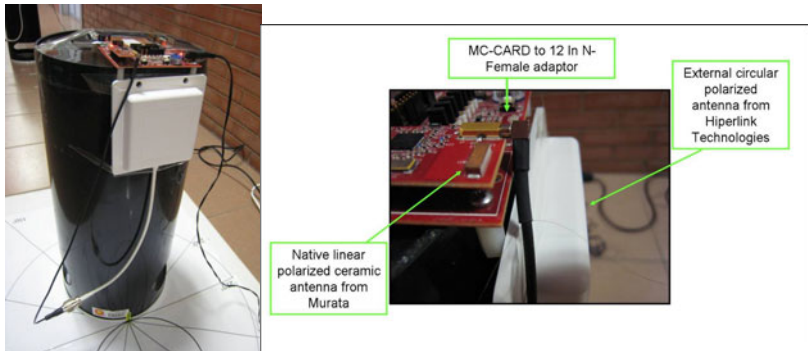 MC-CARD to 12 In N-
Female adaptor
External circular
polarized
antenna from
Hiperlink
Technologies
Native linear
polarized ceramic
antenna from
Murata